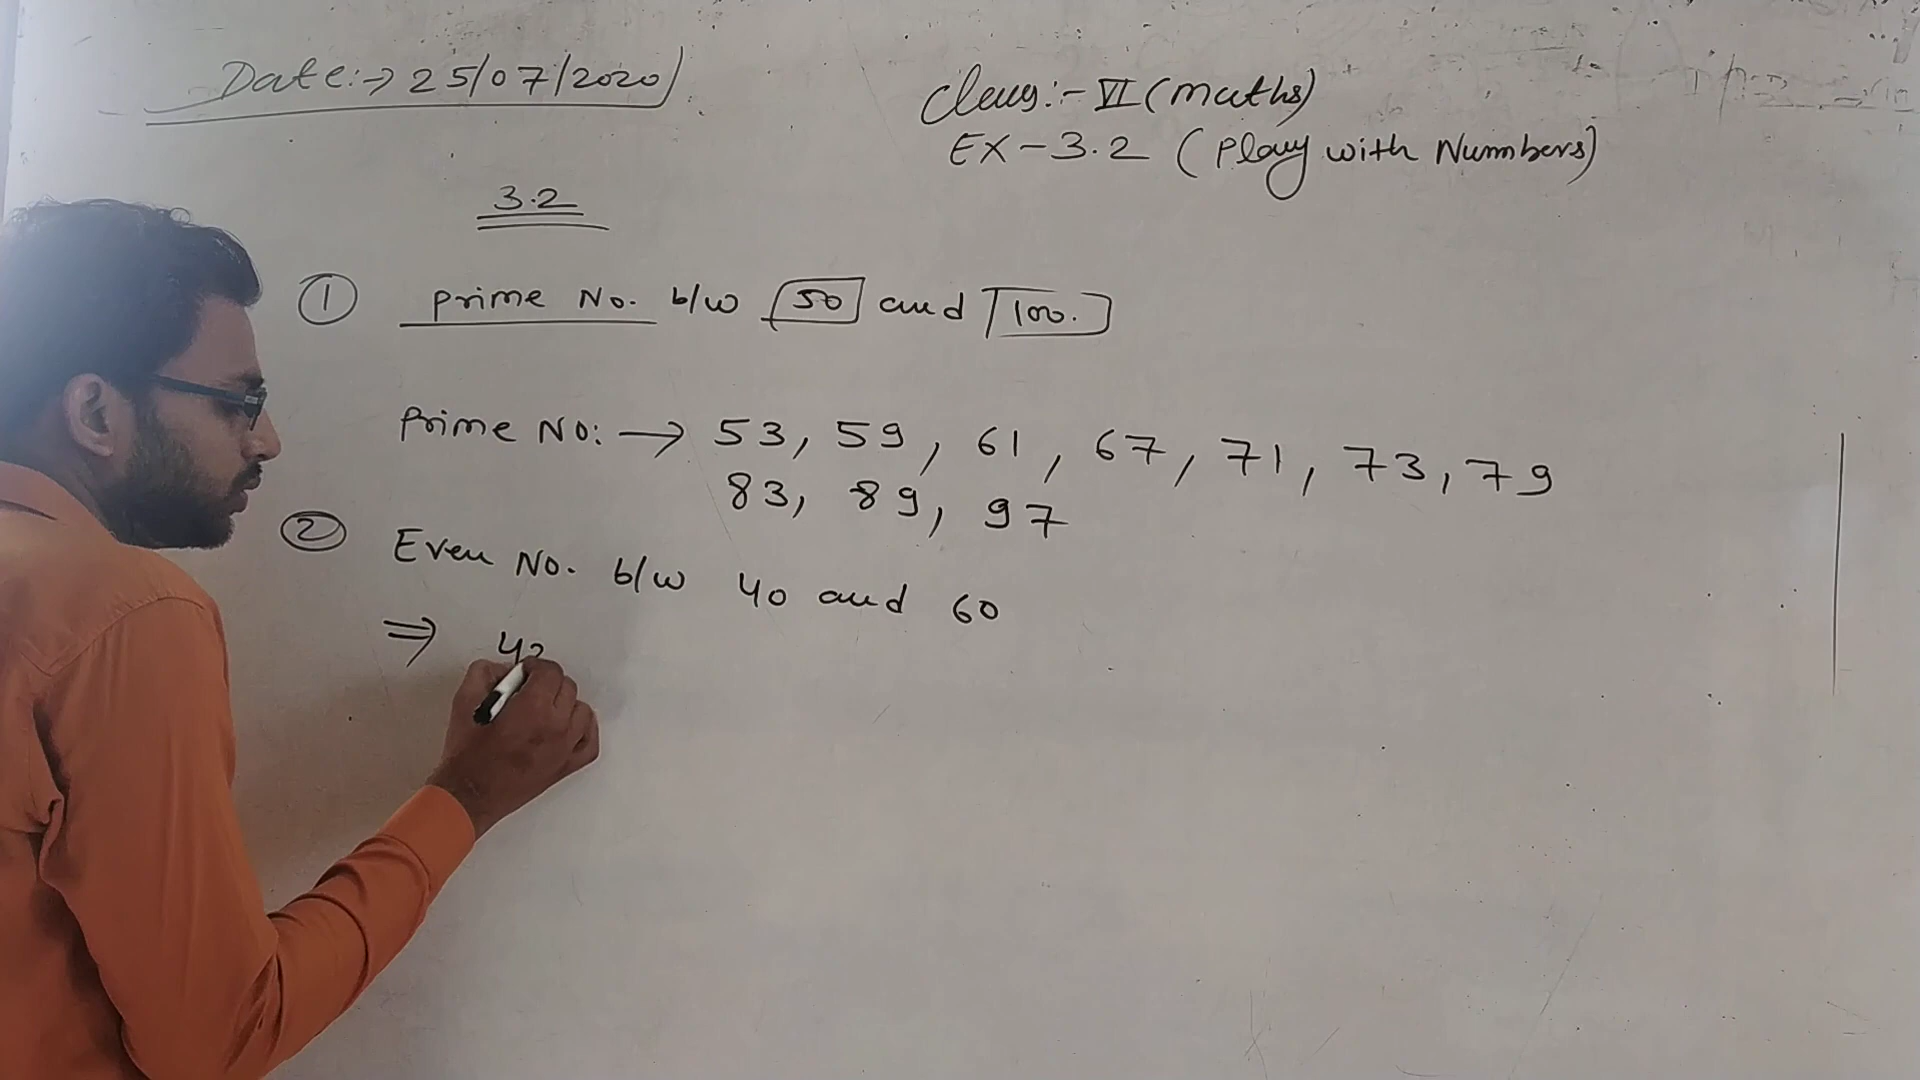 Date:→ 25/07/2020
Class:- VI (Maths)
EX-3.2 (Play with Numbers)
3.2
① Prime No. b/w 50 and 100.
Prime No: → 53, 59, 61, 67, 71, 73, 79
83, 89, 97
② Even No. b/w 40 and 60
⇒ 42